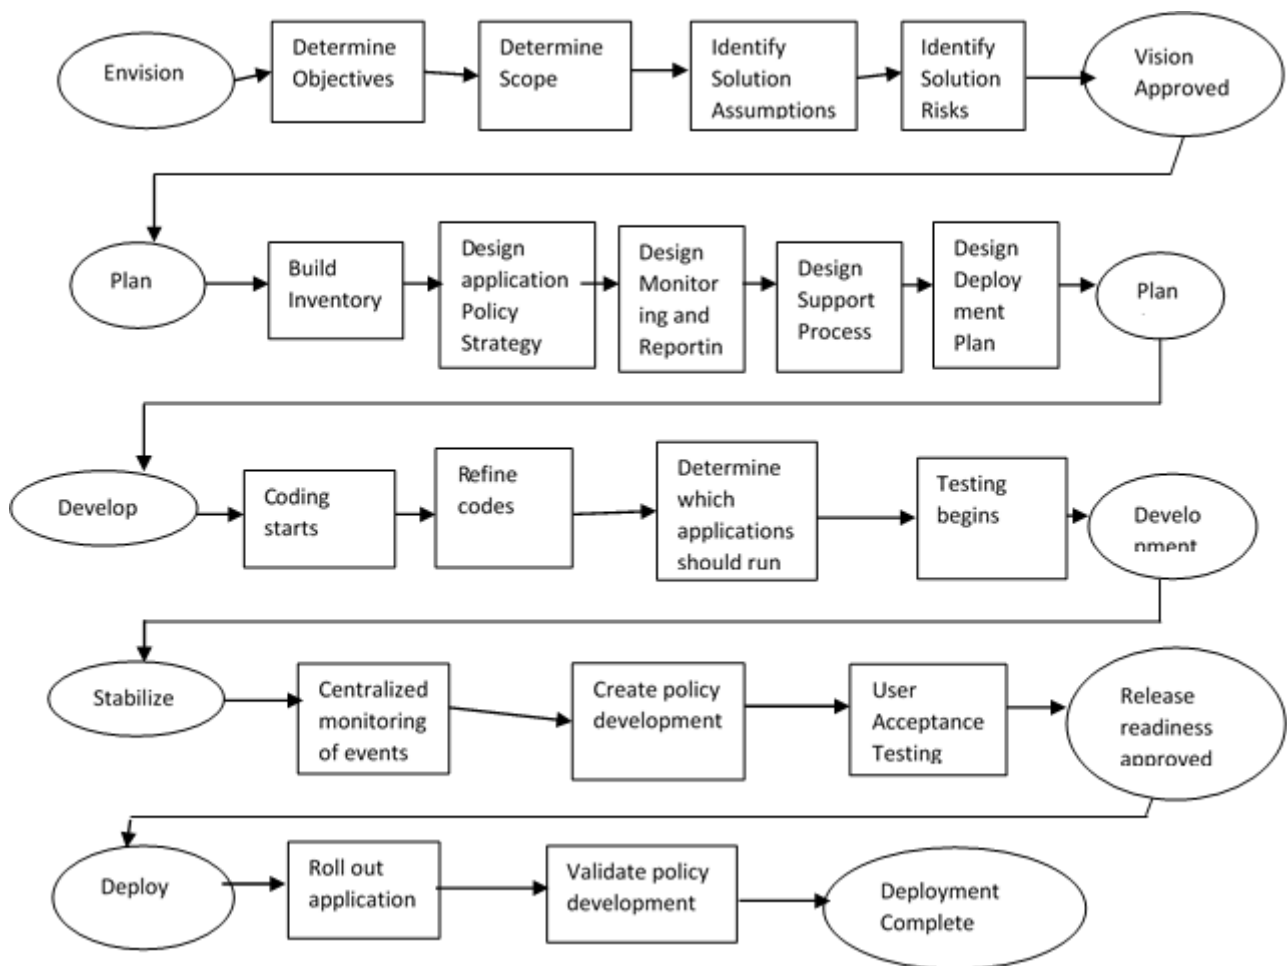 Envision
Determine
Objectives
Determine
Scope
Identify
Solution
Assumptions
Identify
Solution
Risks
Vision
Approved
Plan
Build
Inventory
Design
application
Policy
Strategy
Design
Monitor
ing and
Reportin
Design
Support
Process
Design
Deploy
ment
Plan
Plan
Develop
Coding
starts
Refine
codes
Determine
which
applications
should run
Testing
begins
Develo
pment
Stabilize
Centralized
monitoring
of events
Create policy
development
User
Acceptance
Testing
Release
readiness
approved
Deploy
Roll out
application
Validate policy
development
Deployment
Complete